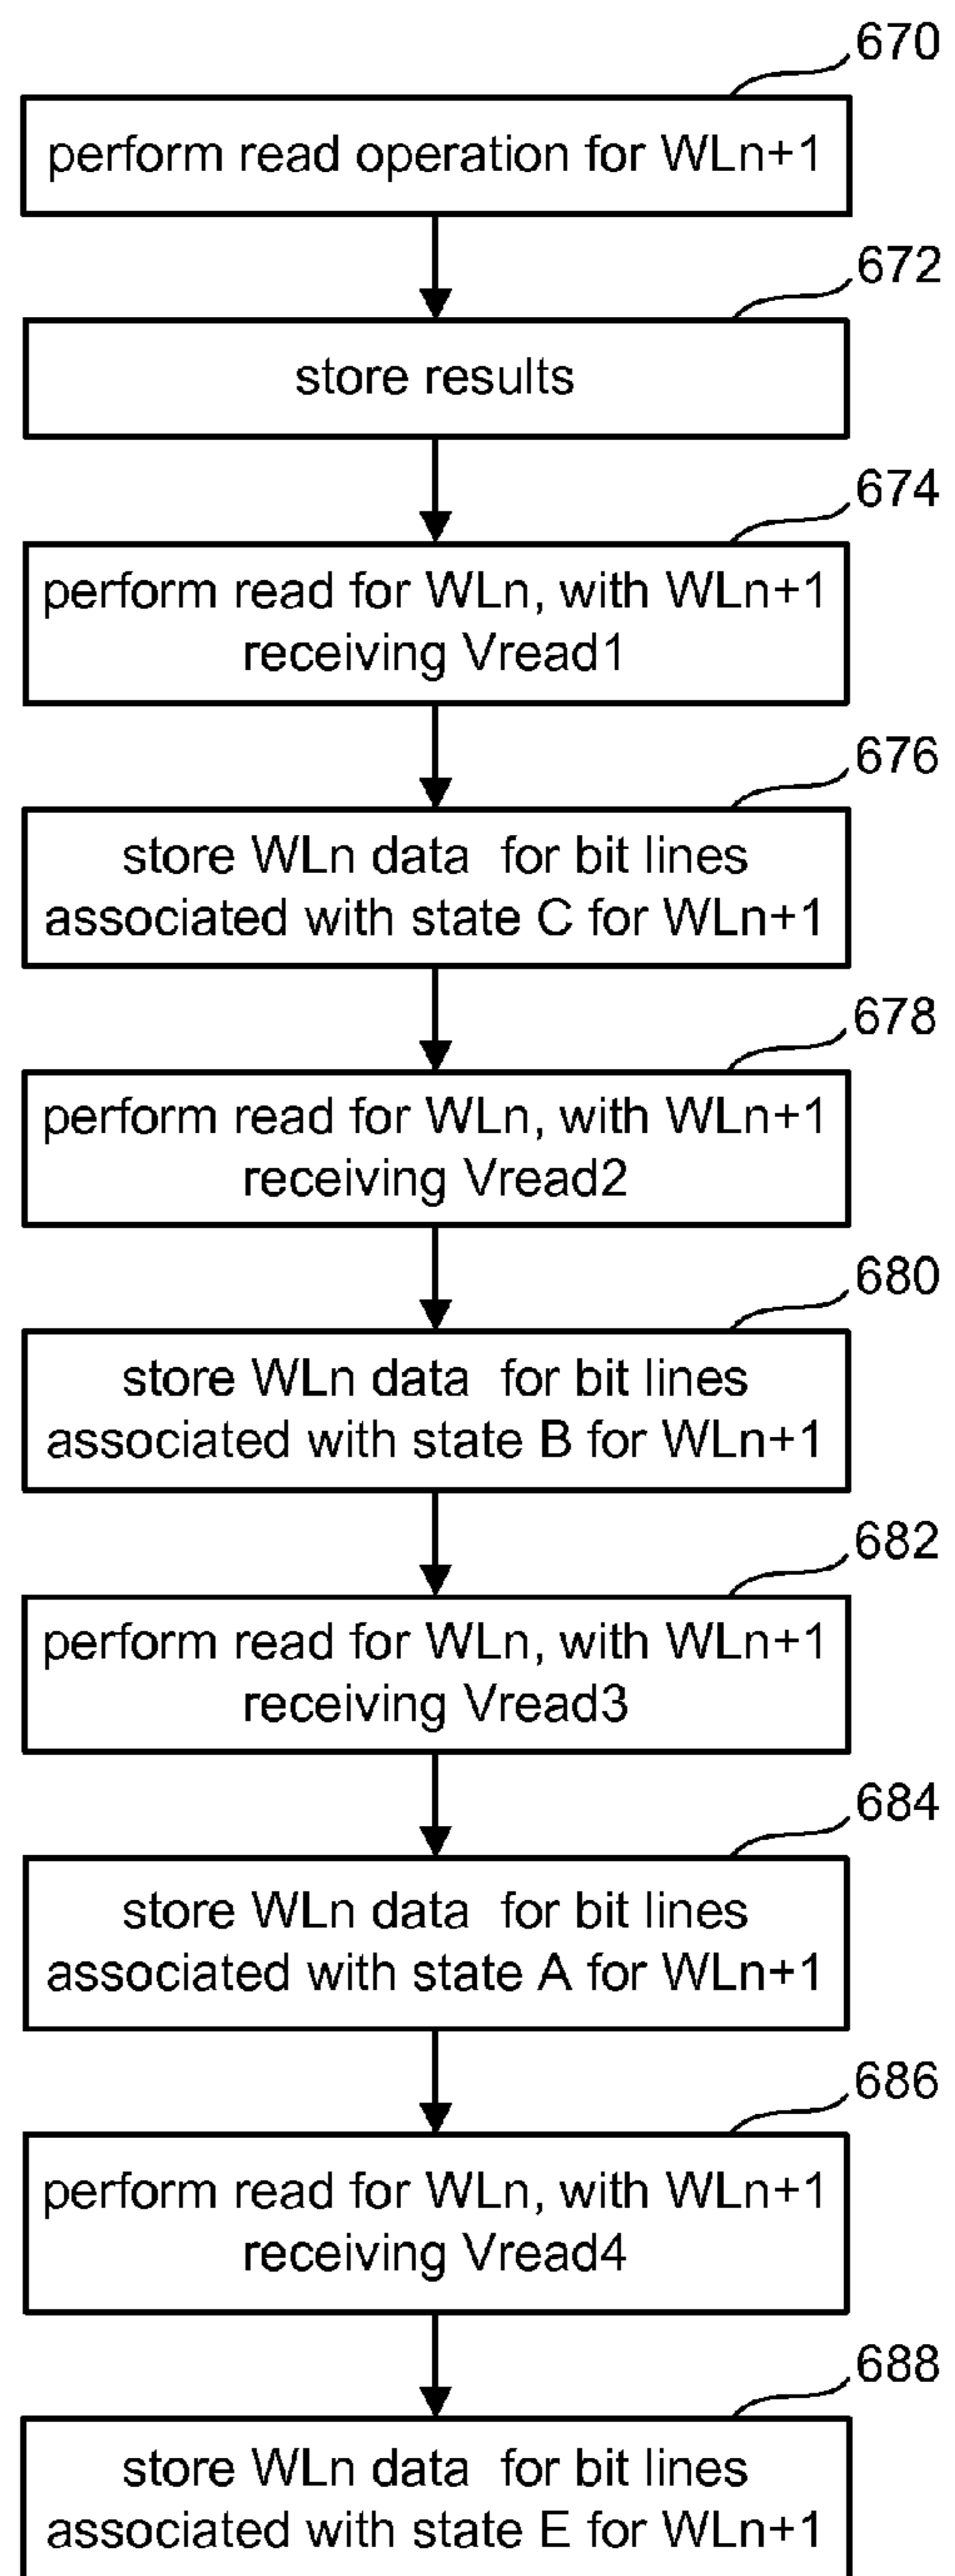 670
perform read operation for WLn+1
672
store results
674
perform read for WLn, with WLn+1
receiving Vread1
676
store WLn data for bit lines
associated with state C for WLn+1
678
perform read for WLn, with WLn+1
receiving Vread2
680
store WLn data for bit lines
associated with state B for WLn+1
682
perform read for WLn, with WLn+1
receiving Vread3
684
store WLn data for bit lines
associated with state A for WLn+1
686
perform read for WLn, with WLn+1
receiving Vread4
688
store WLn data for bit lines
associated with state E for WLn+1